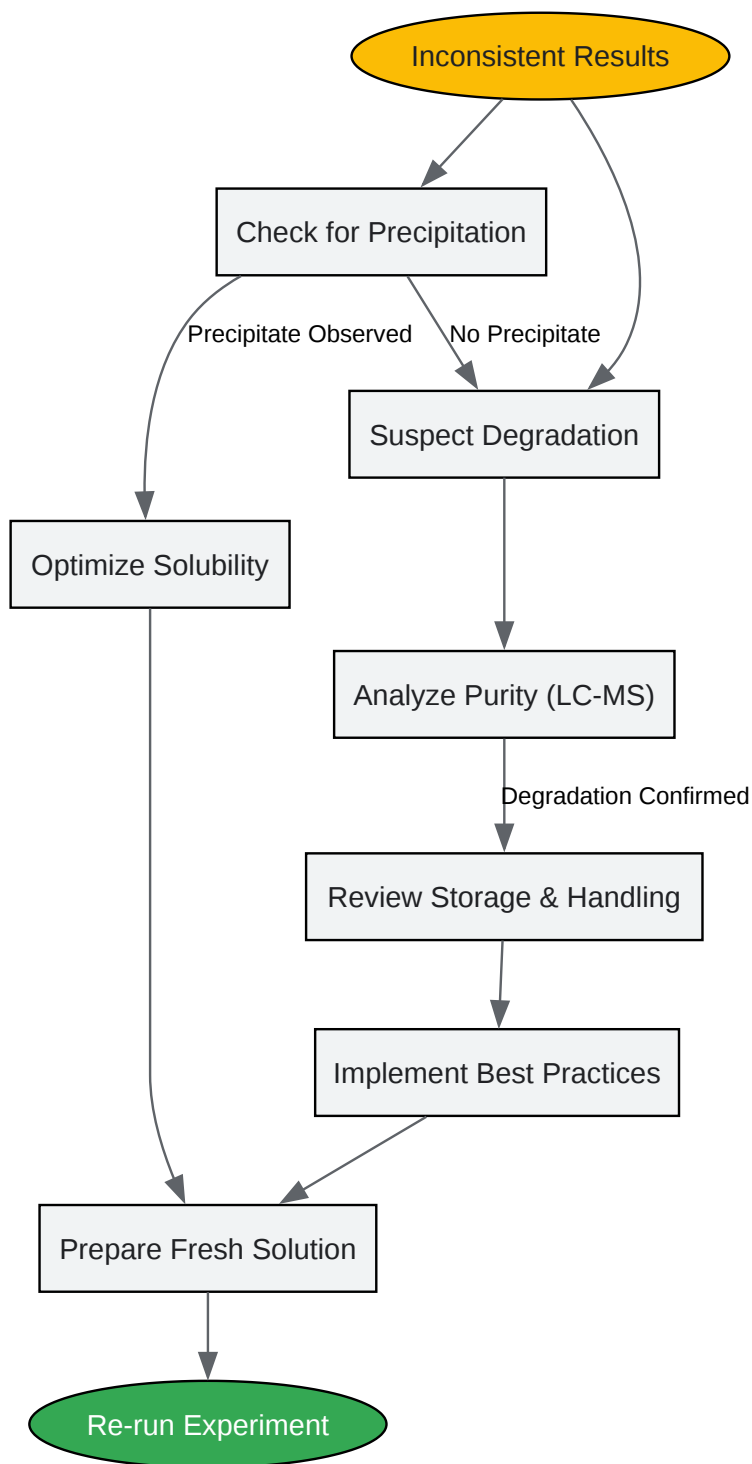 Inconsistent Results
Check for Precipitation
Precipitate Observed
No Precipitate
Suspect Degradation
Optimize Solubility
Analyze Purity (LC-MS)
Degradation Confirmed
Review Storage & Handling
Implement Best Practices
Prepare Fresh Solution
Re-run Experiment